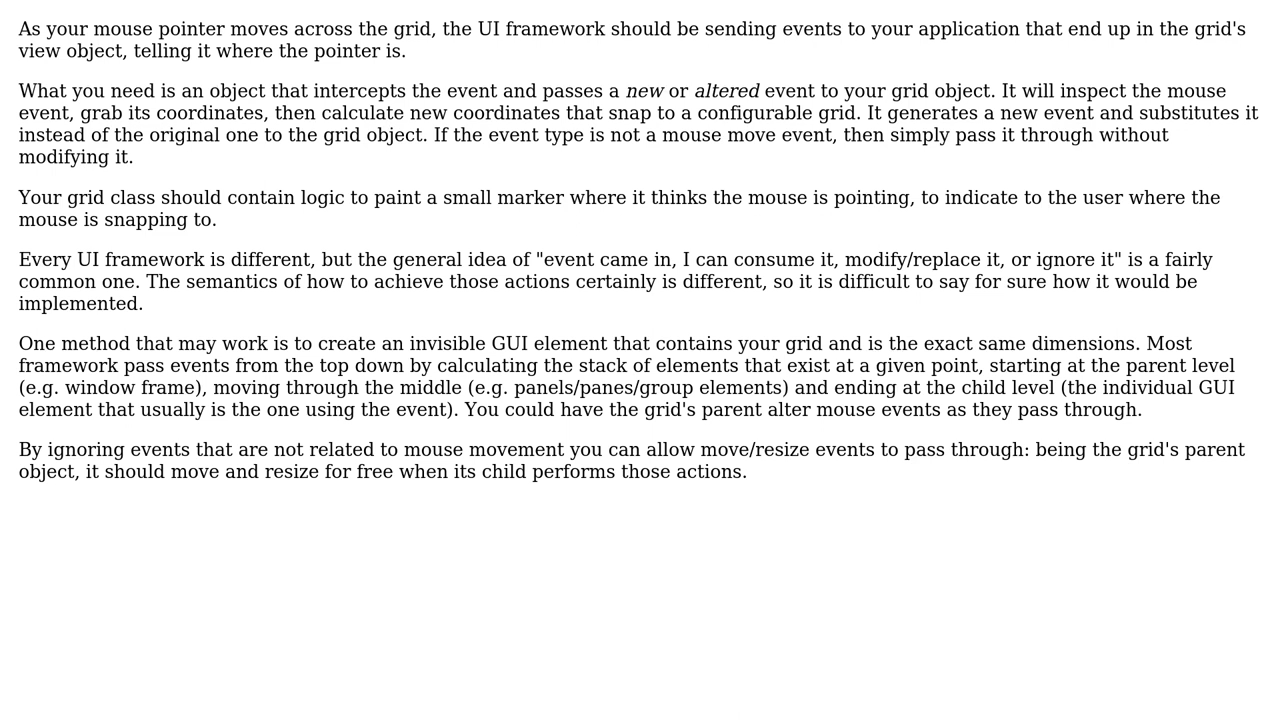 As your mouse pointer moves across the grid, the UI framework should be sending events to your application that end up in the grid's
view object, telling it where the pointer is.
What you need is an object that intercepts the event and passes a new or altered event to your grid object. It will inspect the mouse
event, grab its coordinates, then calculate new coordinates that snap to a configurable grid. It generates a new event and substitutes it
instead of the original one to the grid object. If the event type is not a mouse move event, then simply pass it through without
modifying it.
Your grid class should contain logic to paint a small marker where it thinks the mouse is pointing, to indicate to the user where the
mouse is snapping to.
Every UI framework is different, but the general idea of "event came in, I can consume it, modify/replace it, or ignore it" is a fairly
common one. The semantics of how to achieve those actions certainly is different, so it is difficult to say for sure how it would be
implemented.
One method that may work is to create an invisible GUI element that contains your grid and is the exact same dimensions. Most
framework pass events from the top down by calculating the stack of elements that exist at a given point, starting at the parent level
(e.g. window frame), moving through the middle (e.g. panels/panes/group elements) and ending at the child level (the individual GUI
element that usually is the one using the event). You could have the grid's parent alter mouse events as they pass through.
By ignoring events that are not related to mouse movement you can allow move/resize events to pass through: being the grid's parent
object, it should move and resize for free when its child performs those actions.